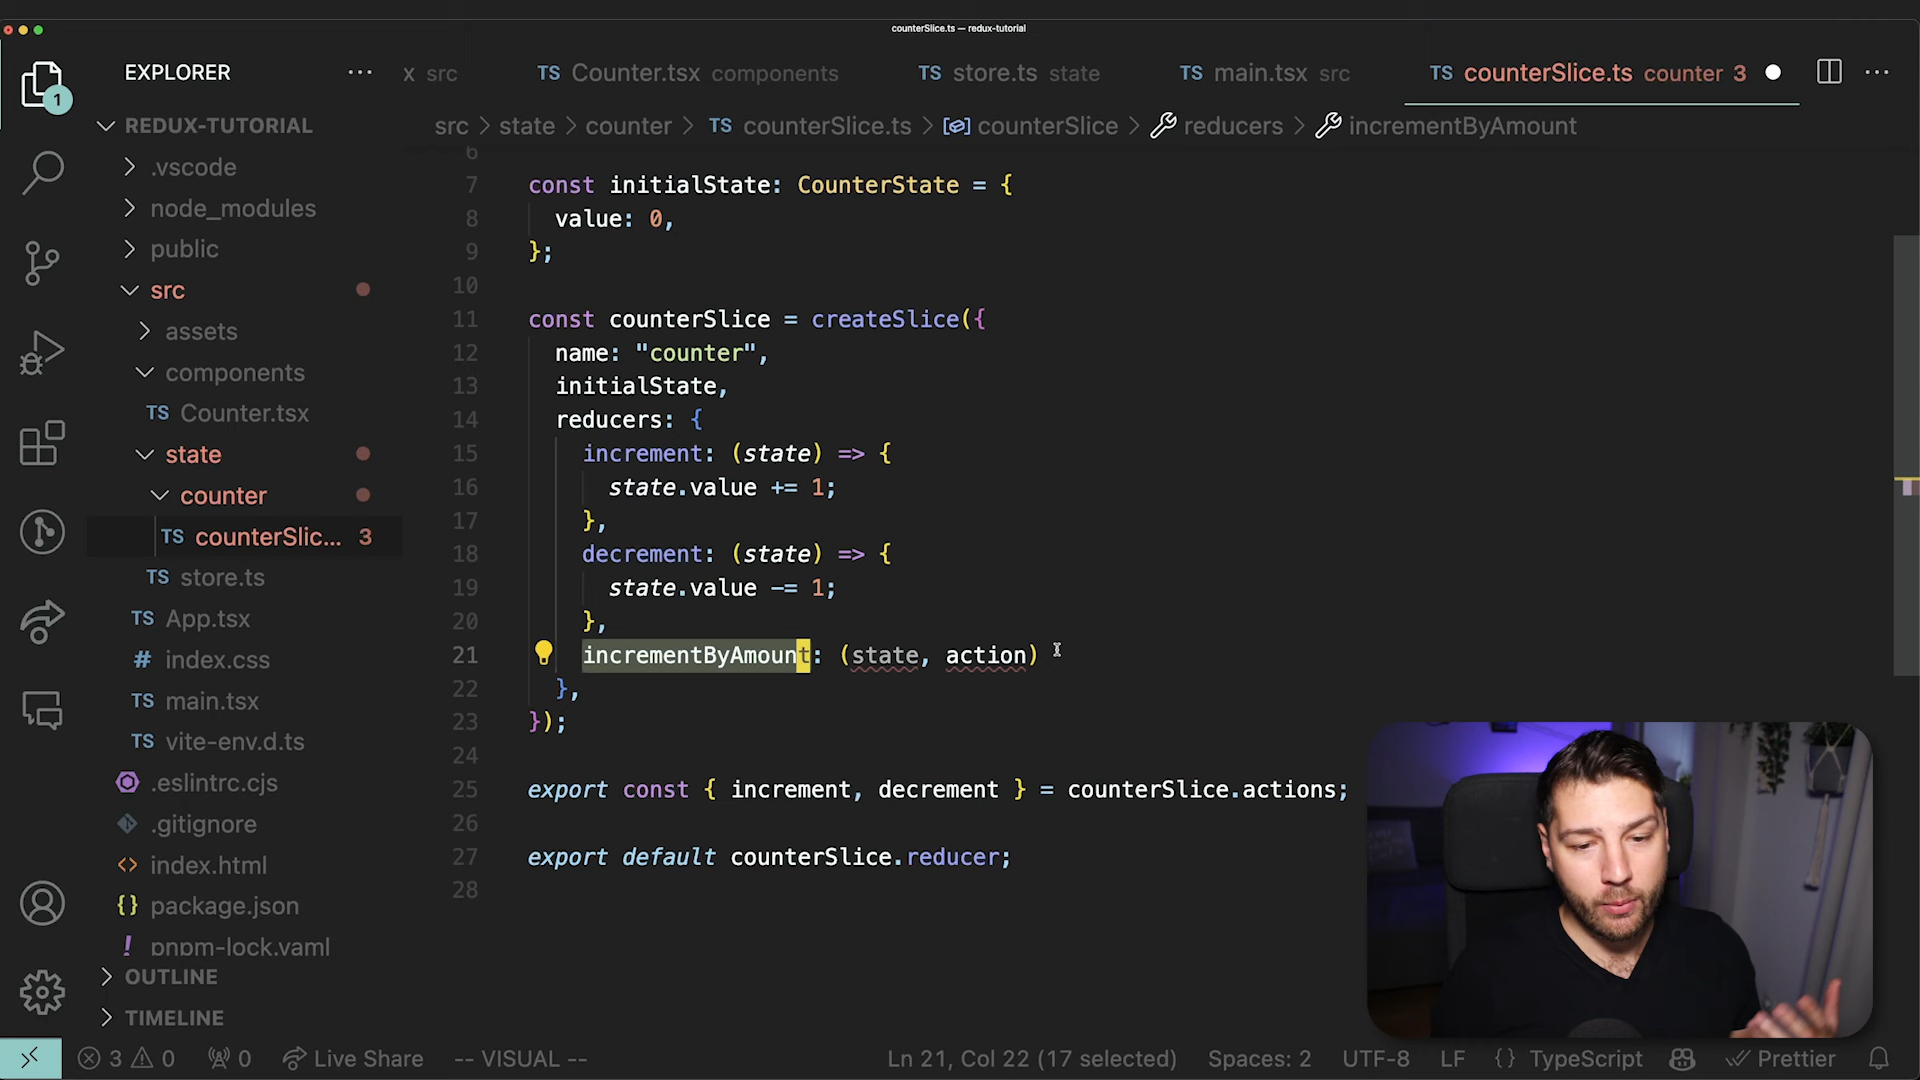 counterSlice.ts — redux-tutorial
EXPLORER
x src
TS Counter.tsx components
TS store.ts state
TS main.tsx src
TS counterSlice.ts counter 3
1
src > state > counter > TS counterSlice.ts > counterSlice > reducers > incrementByAmount
REDUX-TUTORIAL
.vscode
node_modules
public
src
assets
components
TS Counter.tsx
state
counter
TS counterSlic... 3
TS store.ts
TS App.tsx
# index.css
TS main.tsx
TS vite-env.d.ts
.eslintrc.cjs
.gitignore
<> index.html
{} package.json
! pnpm-lock.yaml
OUTLINE
TIMELINE
6
7 const initialState: CounterState = {
8 value: 0,
9 };
10
11 const counterSlice = createSlice({
12 name: "counter",
13 initialState,
14 reducers: {
15 increment: (state) => {
16 state.value += 1;
17 },
18 decrement: (state) => {
19 state.value -= 1;
20 },
21 incrementByAmount: (state, action)
22 },
23 });
24
25 export const { increment, decrement } = counterSlice.actions;
26
27 export default counterSlice.reducer;
28
3 0 0 Live Share -- VISUAL -- Ln 21, Col 22 (17 selected) Spaces: 2 UTF-8 LF {} TypeScript Prettier